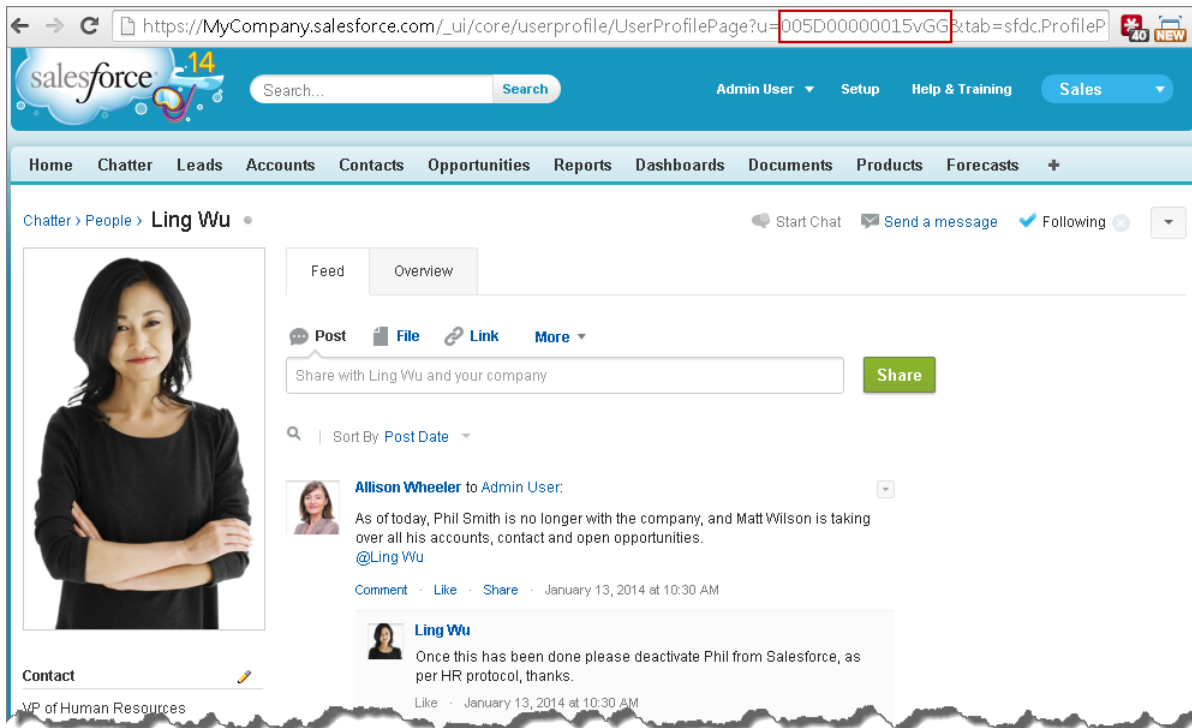 https://MyCompany.salesforce.com/_ui/core/userprofile/UserProfilePage?u=005D00000015vGG&tab=sfdc.ProfileP
40 NEW
salesforce '14
Search... Search Admin User Setup Help & Training Sales
Home Chatter Leads Accounts Contacts Opportunities Reports Dashboards Documents Products Forecasts +
Chatter › People › Ling Wu Start Chat Send a message Following
Feed Overview
Post File Link More
Share with Ling Wu and your company Share
Sort By Post Date
Allison Wheeler to Admin User:
As of today, Phil Smith is no longer with the company, and Matt Wilson is taking
over all his accounts, contact and open opportunities.
@Ling Wu
Comment · Like · Share · January 13, 2014 at 10:30 AM
Ling Wu
Once this has been done please deactivate Phil from Salesforce, as
per HR protocol, thanks.
Contact
Like · January 13, 2014 at 10:30 AM
VP of Human Resources